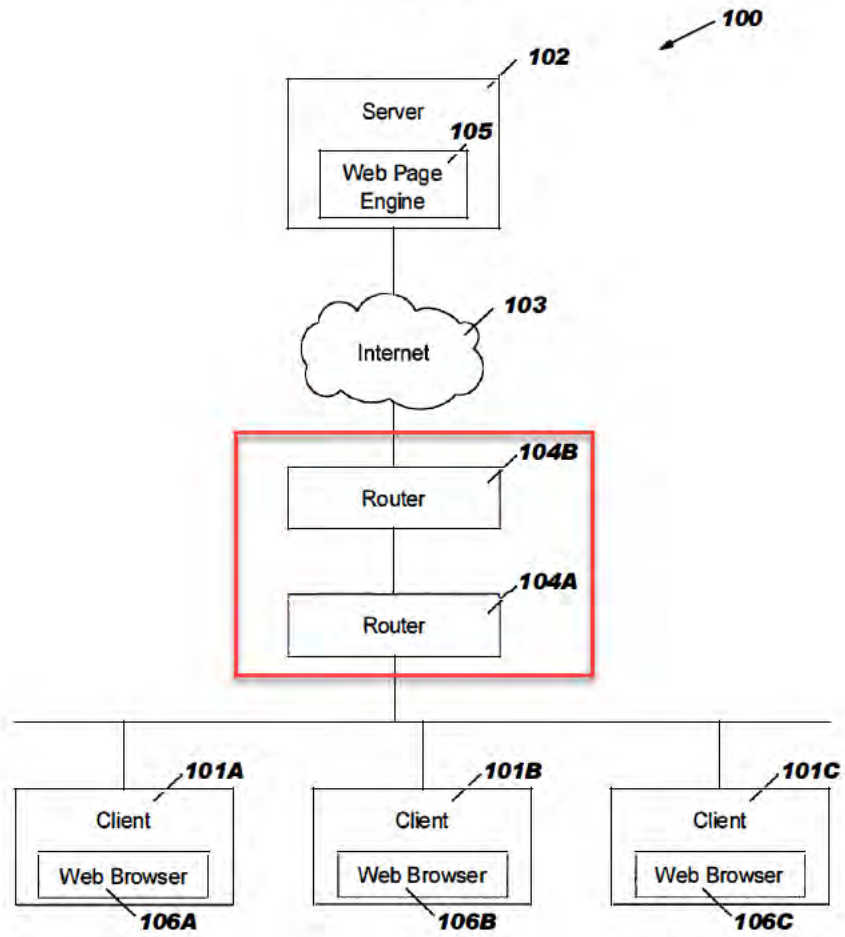 100
102
Server
105
Web Page
Engine
103
Internet
104B
Router
104A
Router
101A
101B
101C
Client
Client
Client
Web Browser
Web Browser
Web Browser
106A
106B
106C